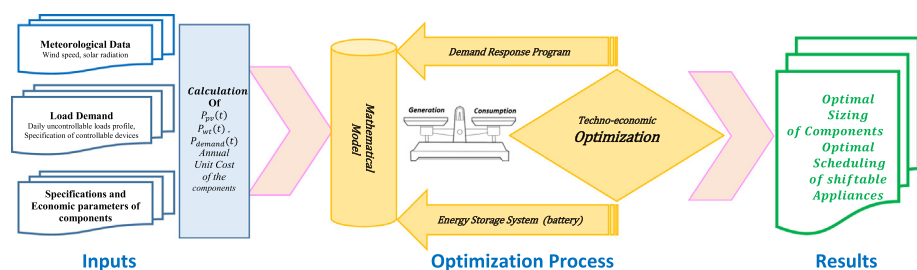 Meteorological Data
Wind speed, solar radiation
Load Demand
Daily uncontrollable loads profile,
Specification of controllable devices
Specifications and
Economic parameters of
components
Calculation
Of
P_pv(t)
P_wt(t) ,
P_demand(t)
Annual
Unit Cost
of the
components
Inputs
Mathematical
Model
Demand Response Program
Generation
Consumption
Techno-economic
Optimization
Energy Storage System (battery)
Optimization Process
Optimal
Sizing
of Components
Optimal
Scheduling
of shiftable
Appliances
Results